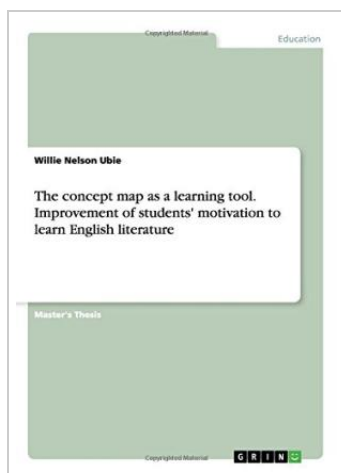 Copyrighted Material
Education
Willie Nelson Ubie
The concept map as a learning tool.
Improvement of students' motivation to
learn English literature
Master's Thesis
Copyrighted Material
GRIN